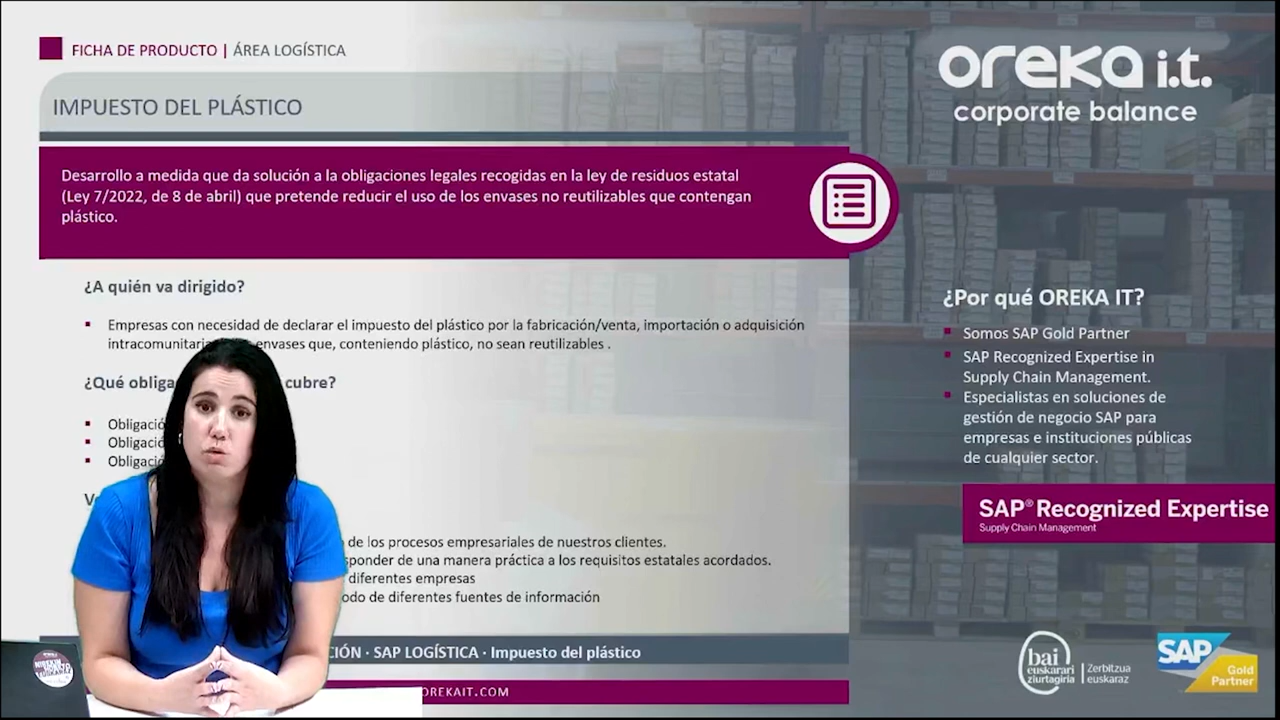 FICHA DE PRODUCTO | ÁREA LOGÍSTICA
IMPUESTO DEL PLÁSTICO
Desarrollo a medida que da solución a la obligaciones legales recogidas en la ley de residuos estatal
(Ley 7/2022, de 8 de abril) que pretende reducir el uso de los envases no reutilizables que contengan
plástico.
¿A quién va dirigido?
Empresas con necesidad de declarar el impuesto del plástico por la fabricación/venta, importación o adquisición
intracomunitaria envases que, conteniendo plástico, no sean reutilizables .
¿Qué cubre?
de los procesos empresariales de nuestros clientes.
de una manera práctica a los requisitos estatales acordados.
diferentes empresas
de diferentes fuentes de información
SAP LOGÍSTICA · Impuesto del plástico
OREKAIT.COM
oreka i.t.
corporate balance
¿Por qué OREKA IT?
Somos SAP Gold Partner
SAP Recognized Expertise in
Supply Chain Management.
Especialistas en soluciones de
gestión de negocio SAP para
empresas e instituciones públicas
de cualquier sector.
SAP® Recognized Expertise
Supply Chain Management
bai
euskarari
ziurtagiria
Zerbitzua
euskaraz
SAP
Gold
Partner